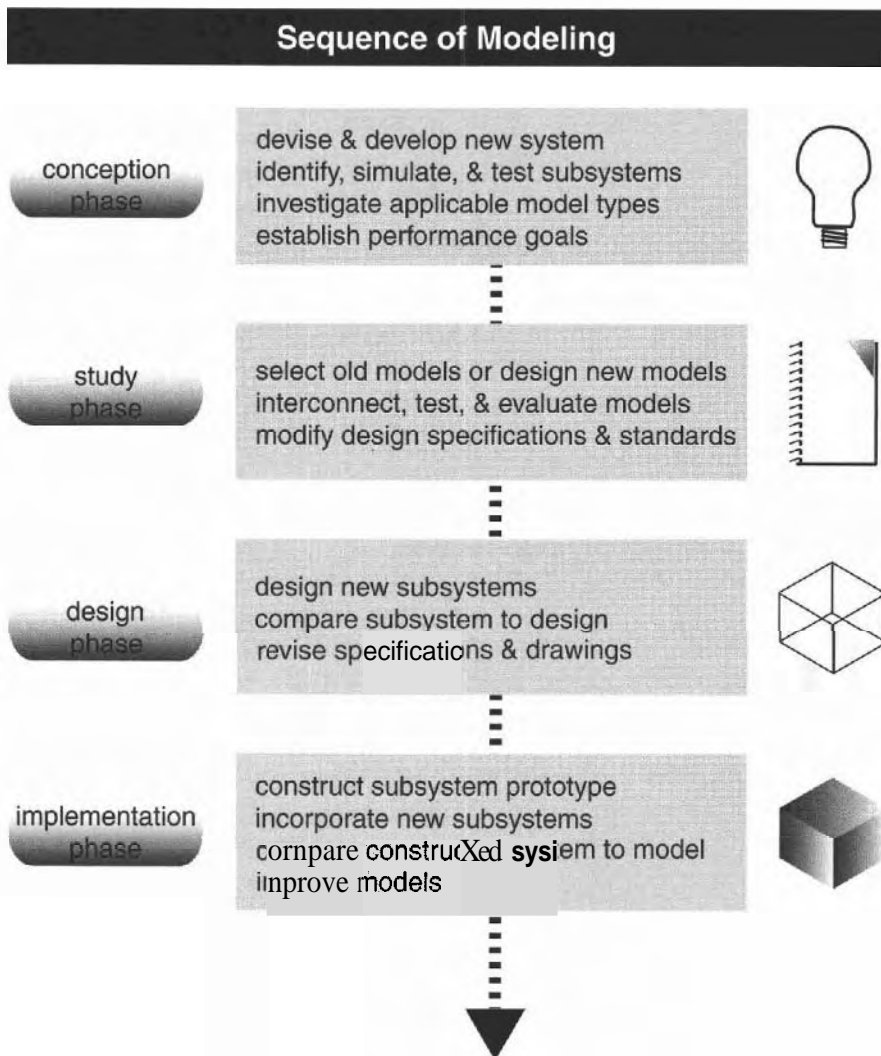 Sequence of Modeling
conception
phase
devise & develop new system
identify, simulate, & test subsystems
investigate applicable model types
establish performance goals
study
phase
select old models or design new models
interconnect, test, & evaluate models
modify design specifications & standards
design
phase
design new subsystems
compare subsystem to design
revise specifications & drawings
implementation
phase
construct subsystem prototype
incorporate new subsystems
cornpare construcXed sysiem to model
inprove models